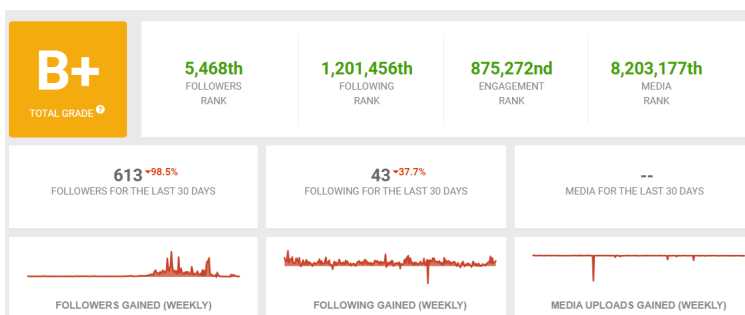 B+
TOTAL GRADE ?
5,468th
FOLLOWERS
RANK
1,201,456th
FOLLOWING
RANK
875,272nd
ENGAGEMENT
RANK
8,203,177th
MEDIA
RANK
613 98.5%
FOLLOWERS FOR THE LAST 30 DAYS
43 37.7%
FOLLOWING FOR THE LAST 30 DAYS
--
MEDIA FOR THE LAST 30 DAYS
FOLLOWERS GAINED (WEEKLY)
FOLLOWING GAINED (WEEKLY)
MEDIA UPLOADS GAINED (WEEKLY)